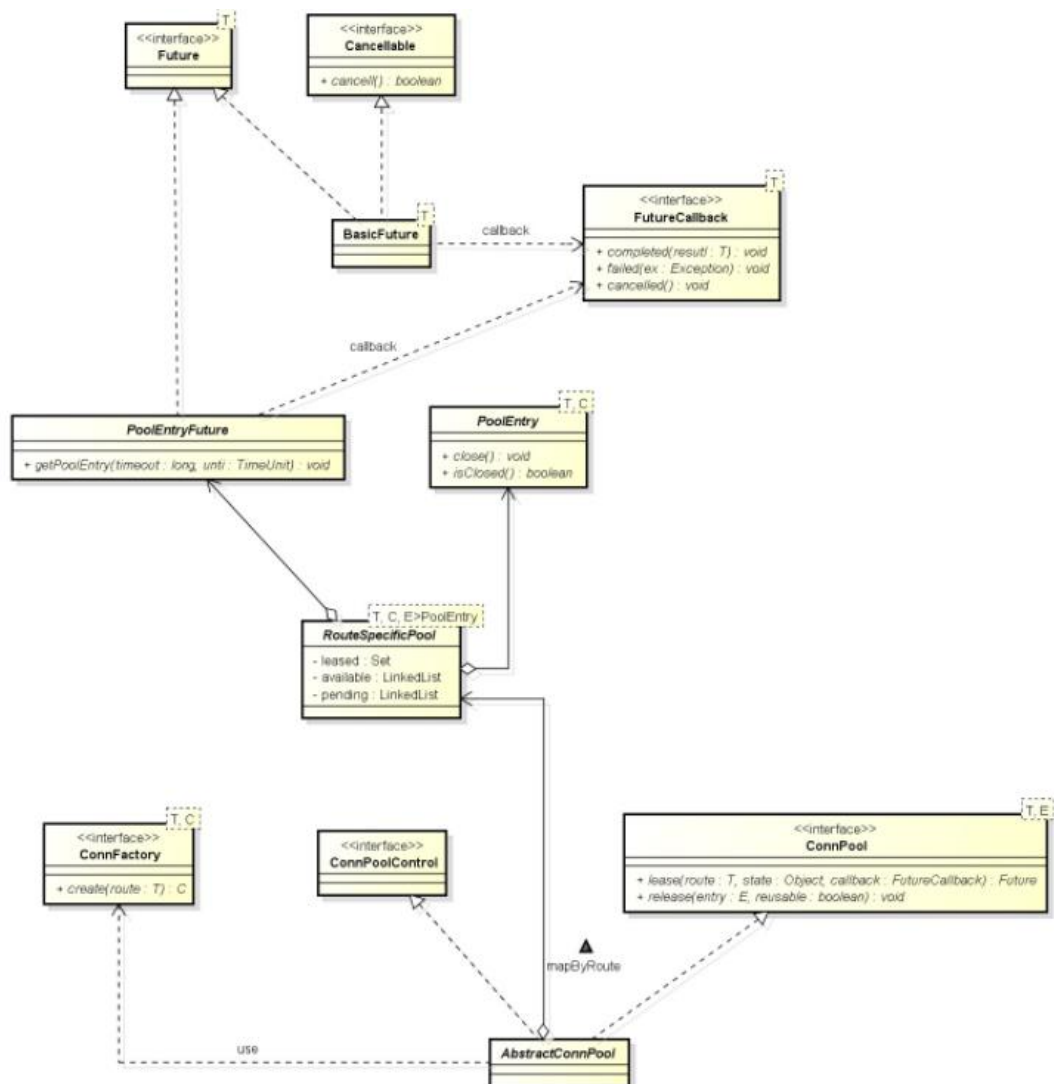 T
<<interface>>
Future
<<interface>>
Cancellable
+ cancell() : boolean
T
BasicFuture
callback
T
<<interface>>
FutureCallback
+ completed(resutl : T) : void
+ failed(ex : Exception) : void
+ cancelled() : void
callback
PoolEntryFuture
+ getPoolEntry(timeout : long, unti : TimeUnit) : void
T, C
PoolEntry
+ close() : void
+ isClosed() : boolean
T, C, E>PoolEntry
RouteSpecificPool
- leased : Set
- available : LinkedList
- pending : LinkedList
T, C
<<interface>>
ConnFactory
+ create(route : T) : C
<<interface>>
ConnPoolControl
T, E
<<interface>>
ConnPool
+ lease(route : T, state : Object, callback : FutureCallback) : Future
+ release(entry : E, reusable : boolean) : void
mapByRoute
use
AbstractConnPool